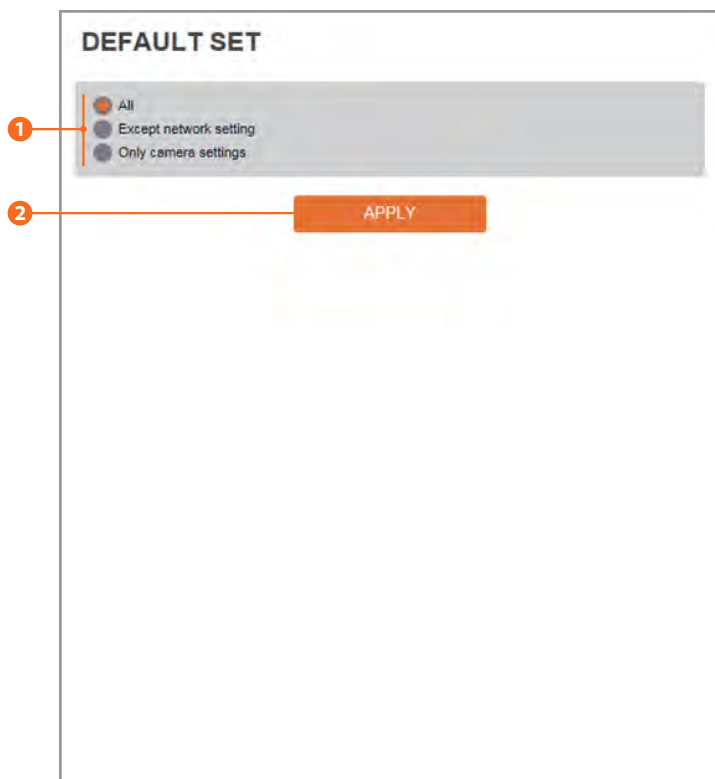 DEFAULT SET
All
1
Except network setting
Only camera settings
2
APPLY